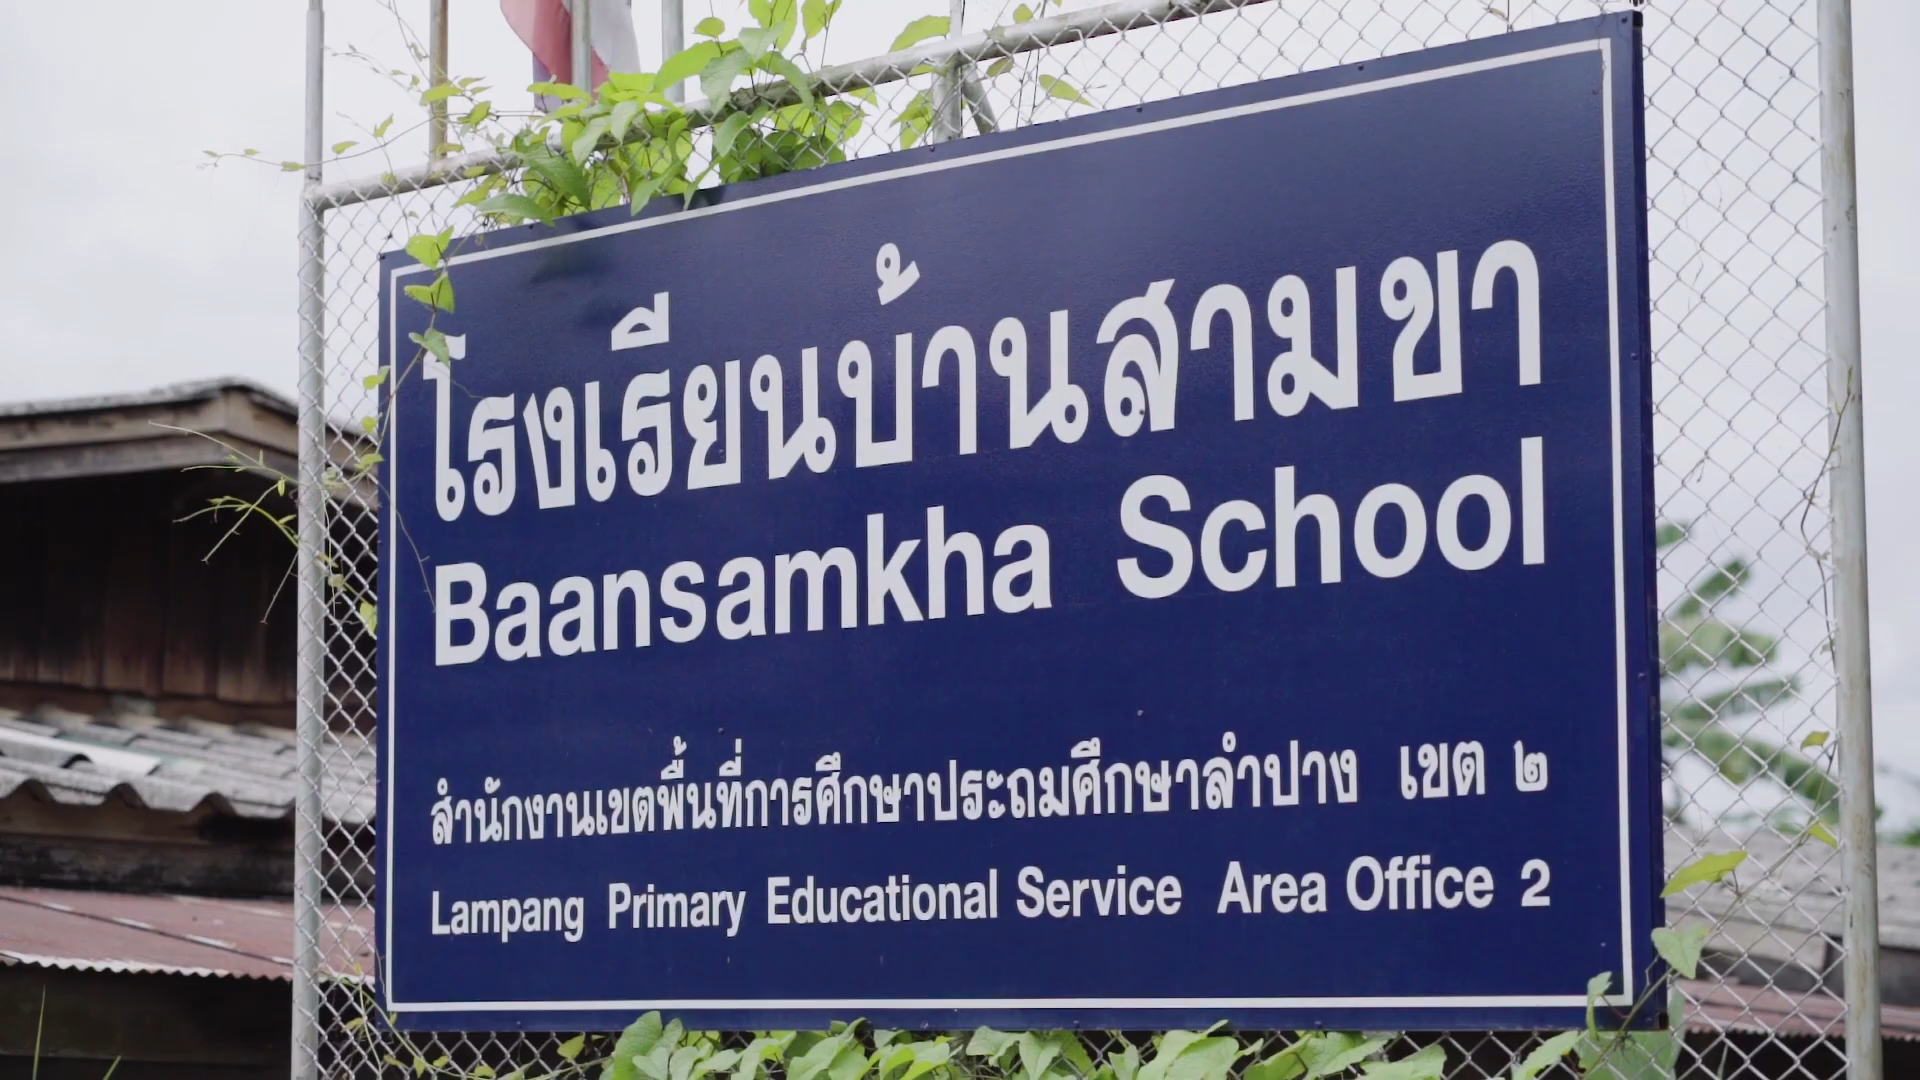 โรงเรียนบ้านสามขา
Baansamkha School
สำนักงานเขตพื้นที่การศึกษาประถมศึกษาลำปาง เขต ๒
Lampang Primary Educational Service Area Office 2